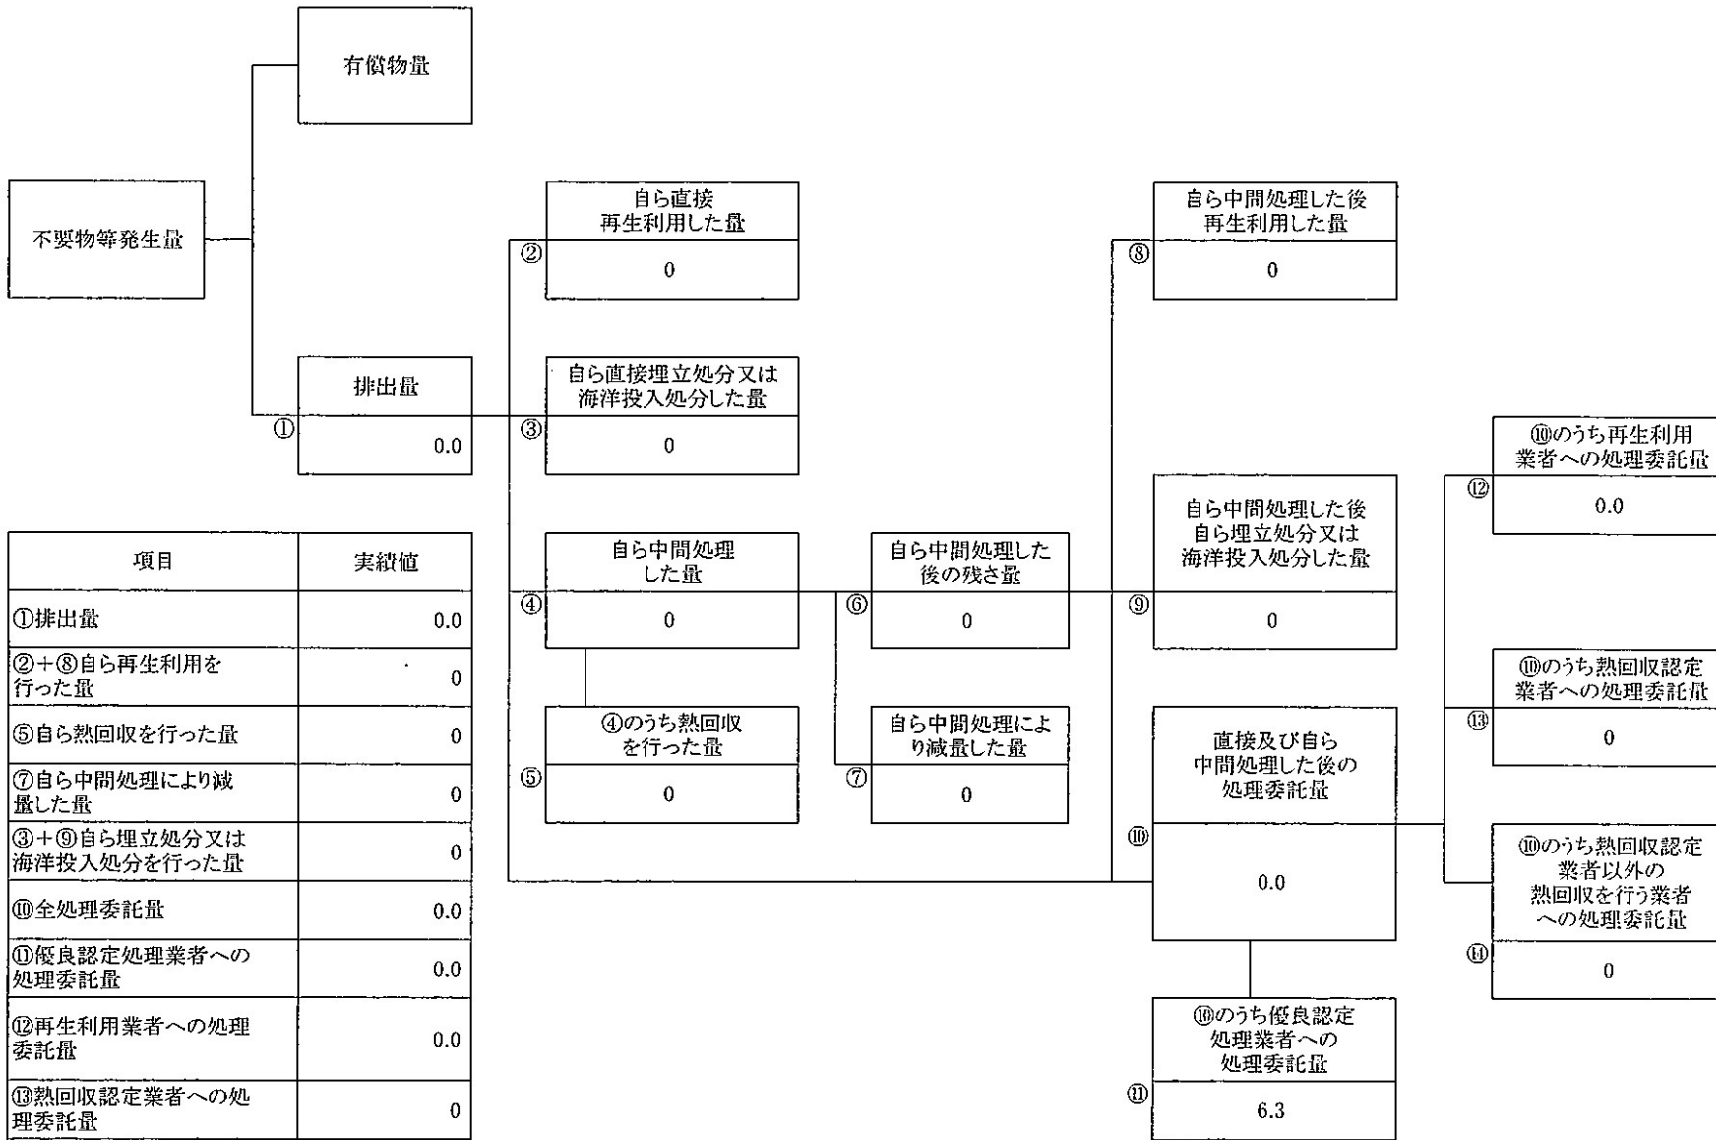 有償物量
不要物等発生量
排出量
①
0.0
自ら直接
再生利用した量
②
0
自ら直接埋立処分又は
海洋投入処分した量
③
0
自ら中間処理
した量
④
0
④のうち熱回収
を行った量
⑤
0
自ら中間処理した
後の残さ量
⑥
0
自ら中間処理によ
り減量した量
⑦
0
自ら中間処理した後
再生利用した量
⑧
0
自ら中間処理した後
自ら埋立処分又は
海洋投入処分した量
⑨
0
直接及び自ら
中間処理した後の
処理委託量
⑩
0.0
⑩のうち優良認定
処理業者への
処理委託量
⑪
6.3
⑩のうち再生利用
業者への処理委託量
⑫
0.0
⑩のうち熱回収認定
業者への処理委託量
⑬
0
⑩のうち熱回収認定
業者以外の
熱回収を行う業者
への処理委託量
⑭
0
項目 実績値
①排出量 0.0
②+⑧自ら再生利用を
行った量 0
⑤自ら熱回収を行った量 0
⑦自ら中間処理により減
量した量 0
③+⑨自ら埋立処分又は
海洋投入処分を行った量 0
⑩全処理委託量 0.0
⑪優良認定処理業者への
処理委託量 0.0
⑫再生利用業者への処理
委託量 0.0
⑬熱回収認定業者への処
理委託量 0